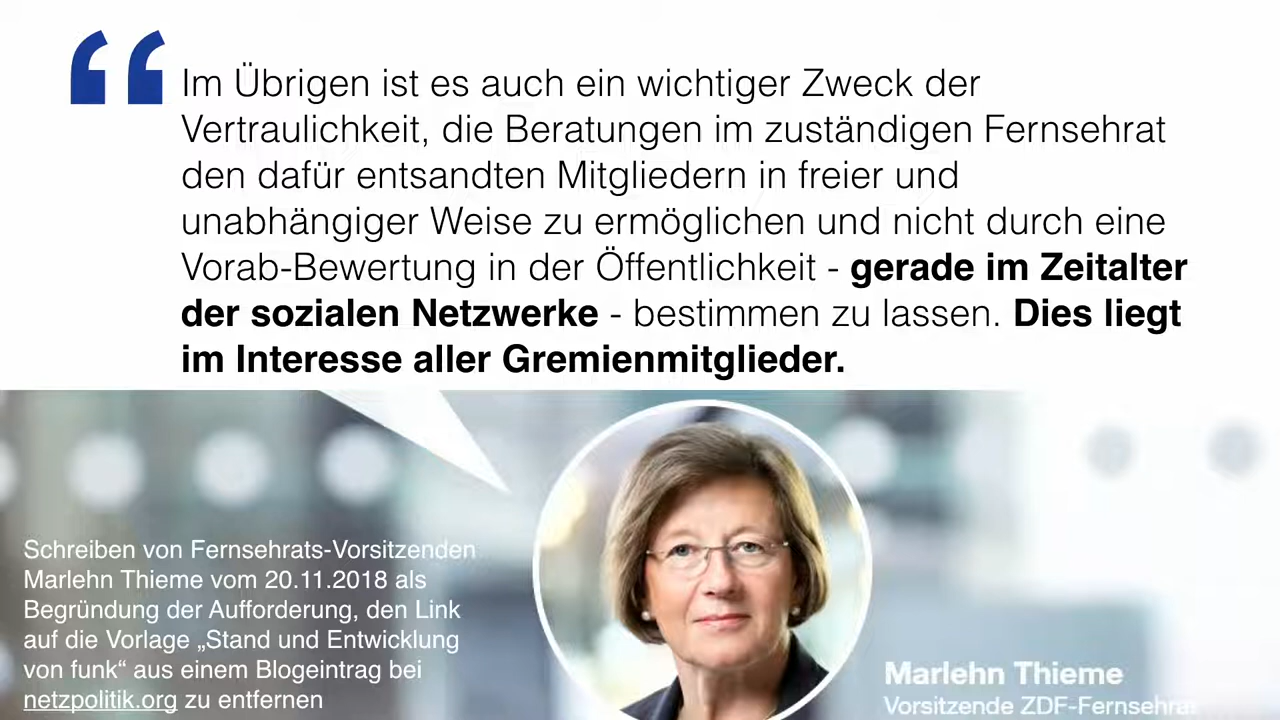 Im Übrigen ist es auch ein wichtiger Zweck der
Vertraulichkeit, die Beratungen im zuständigen Fernsehrat
den dafür entsandten Mitgliedern in freier und
unabhängiger Weise zu ermöglichen und nicht durch eine
Vorab-Bewertung in der Öffentlichkeit - gerade im Zeitalter
der sozialen Netzwerke - bestimmen zu lassen. Dies liegt
im Interesse aller Gremienmitglieder.
Schreiben von Fernsehrats-Vorsitzenden
Marlehn Thieme vom 20.11.2018 als
Begründung der Aufforderung, den Link
auf die Vorlage „Stand und Entwicklung
von funk“ aus einem Blogeintrag bei
netzpolitik.org zu entfernen
Marlehn Thieme
Vorsitzende ZDF-Fernsehrat